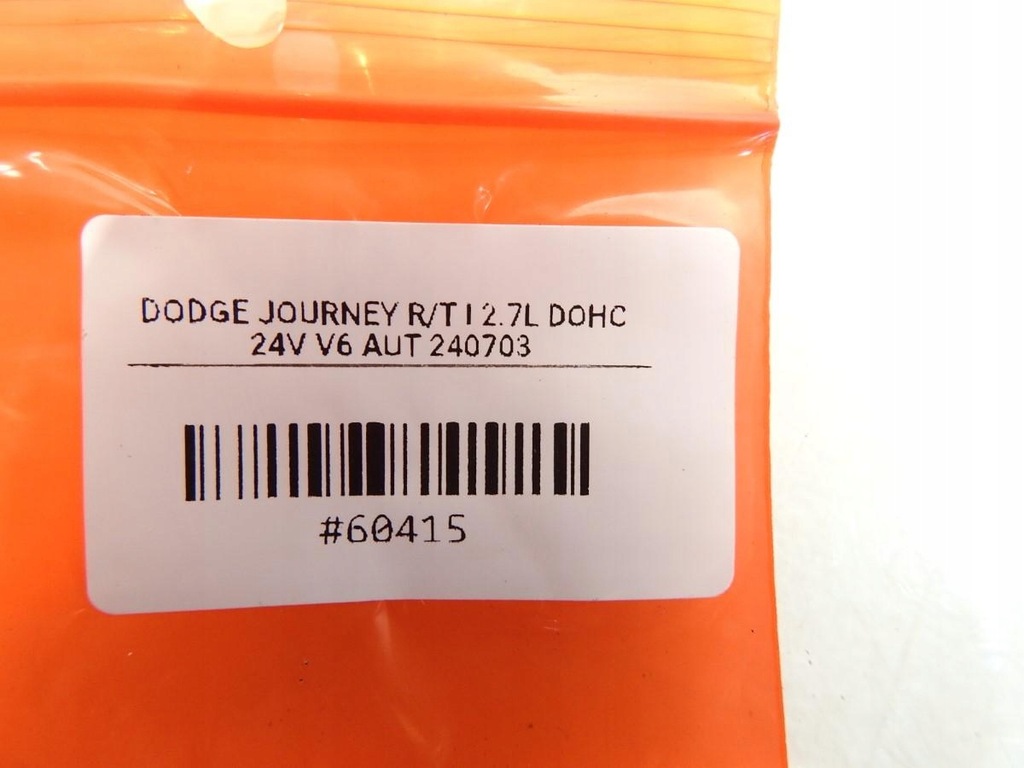 DODGE JOURNEY R/T I 2.7L DOHC
24V V6 AUT 240703
#60415